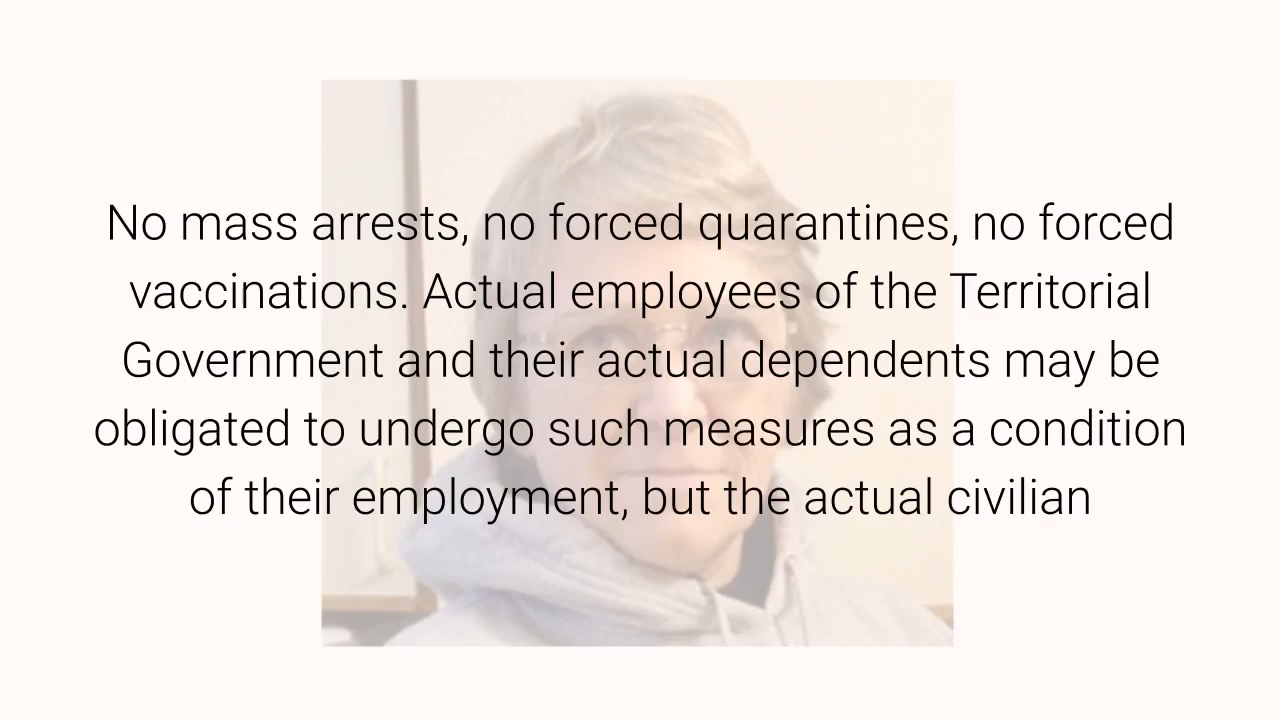 No mass arrests, no forced quarantines, no forced
vaccinations. Actual employees of the Territorial
Government and their actual dependents may be
obligated to undergo such measures as a condition
of their employment, but the actual civilian